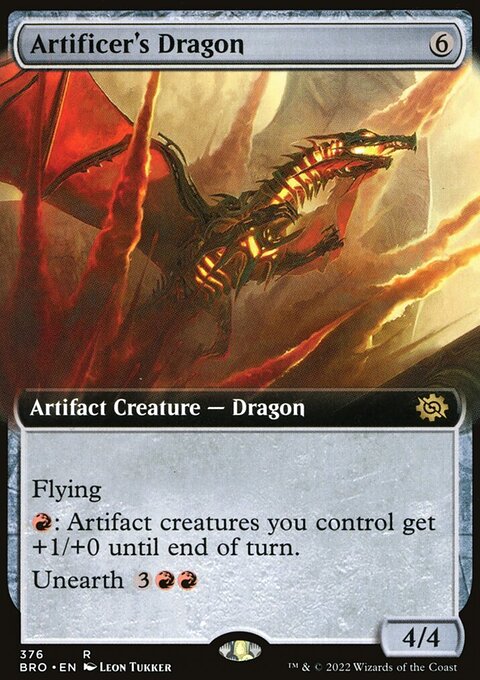 Artificer's Dragon 6
Artifact Creature — Dragon
Flying
: Artifact creatures you control get
+1/+0 until end of turn.
Unearth 3
4/4
376 R
BRO • EN Leon Tukker
™ & © 2022 Wizards of the Coast